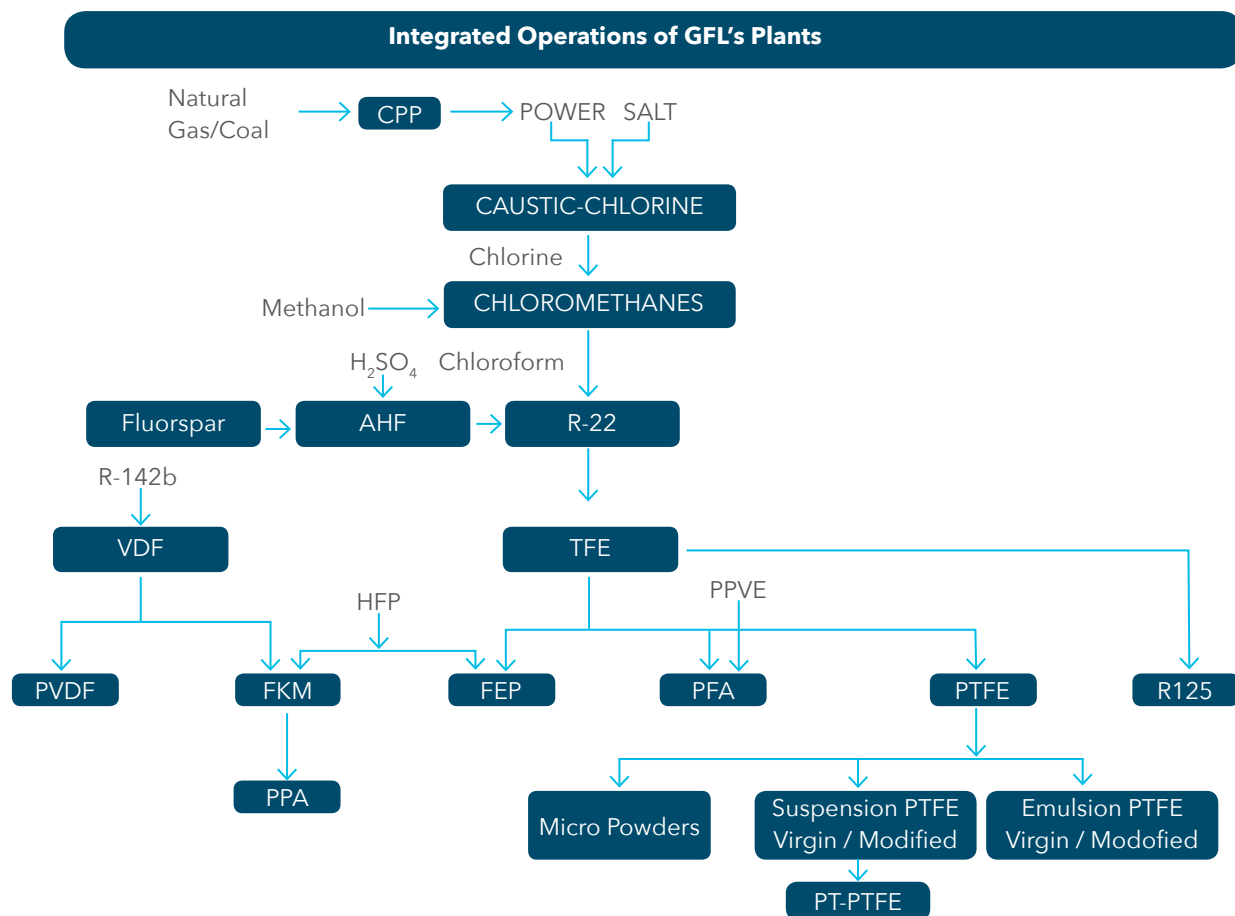 Integrated Operations of GFL's Plants
Natural
Gas/Coal
CPP
POWER
SALT
CAUSTIC-CHLORINE
Chlorine
Methanol
CHLOROMETHANES
H₂SO₄
Chloroform
Fluorspar
AHF
R-22
R-142b
VDF
TFE
HFP
PPVE
PVDF
FKM
FEP
PFA
PTFE
R125
PPA
Micro Powders
Suspension PTFE
Virgin / Modified
Emulsion PTFE
Virgin / Modofied
PT-PTFE